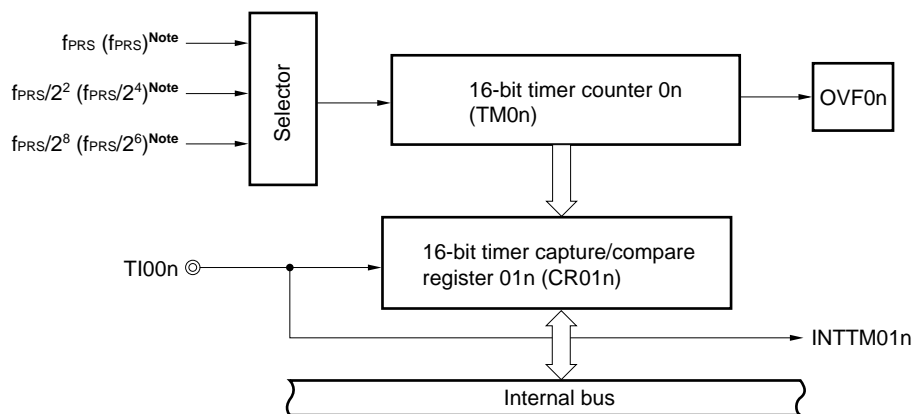 fPRS (fPRS)Note
fPRS/2² (fPRS/2⁴)Note
fPRS/2⁸ (fPRS/2⁶)Note
Selector
16-bit timer counter 0n
(TM0n)
OVF0n
16-bit timer capture/compare
register 01n (CR01n)
TI00n
INTTM01n
Internal bus